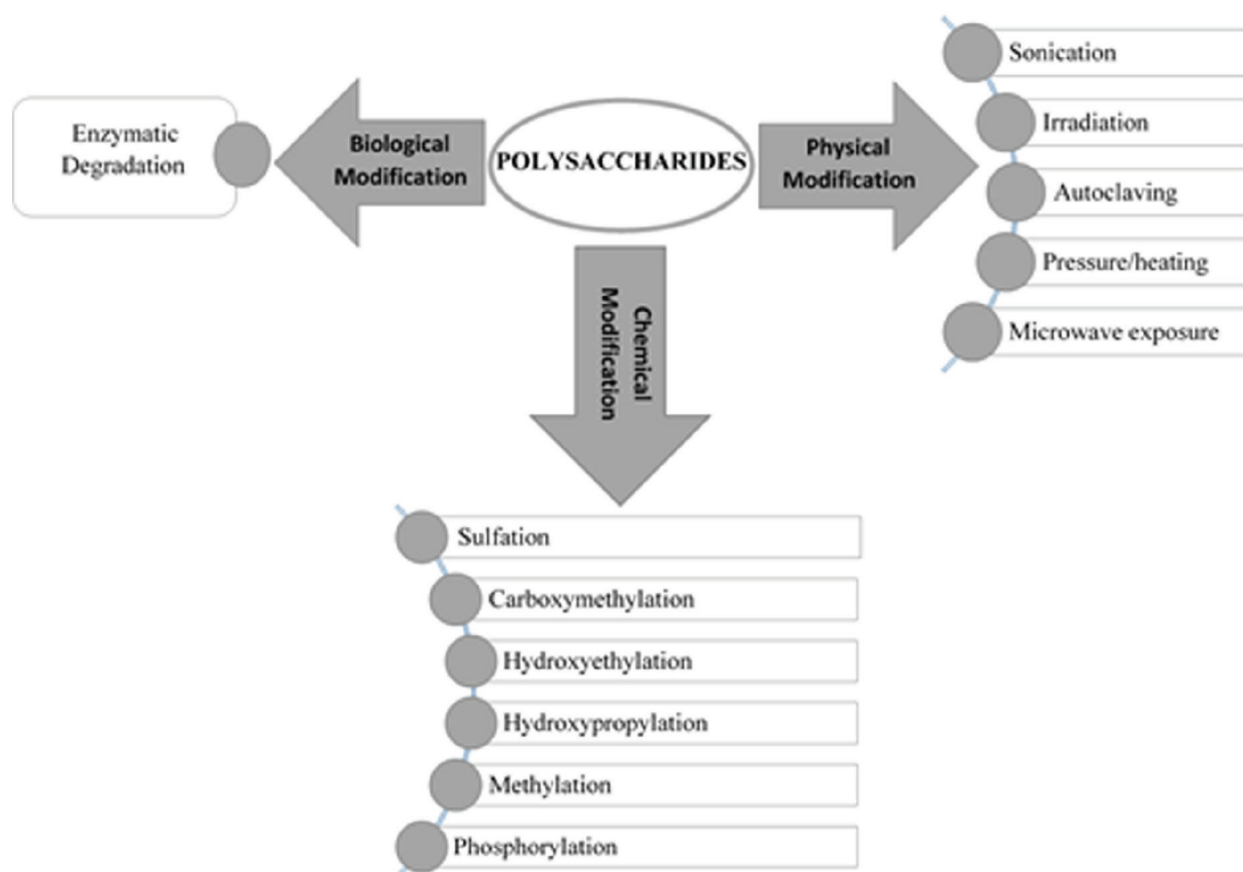 Enzymatic
Degradation
Biological
Modification
POLYSACCHARIDES
Physical
Modification
Sonication
Irradiation
Autoclaving
Pressure/heating
Microwave exposure
Chemical
Modification
Sulfation
Carboxymethylation
Hydroxyethylation
Hydroxypropylation
Methylation
Phosphorylation